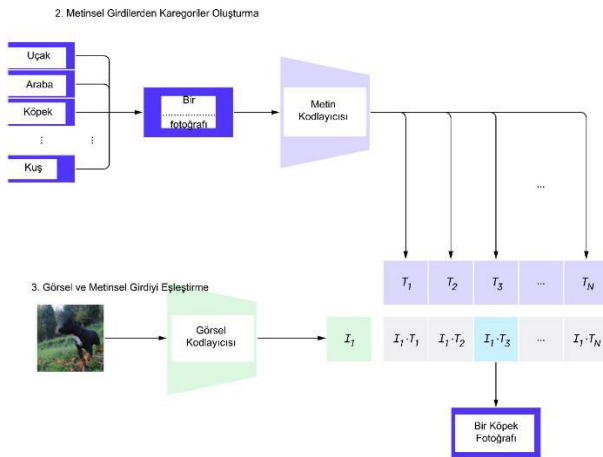 2. Metinsel Girdilerden Karegoriler Oluşturma
Uçak
Araba
Köpek
⋮ ⋮
Kuş
Bir
fotoğrafı
Metin
Kodlayıcısı
...
T1 T2 T3 ... TN
3. Görsel ve Metinsel Girdiyi Eşleştirme
Görsel
Kodlayıcısı
I1
I1·T1 I1·T2 I1·T3 ... I1·TN
Bir Köpek
Fotoğrafı